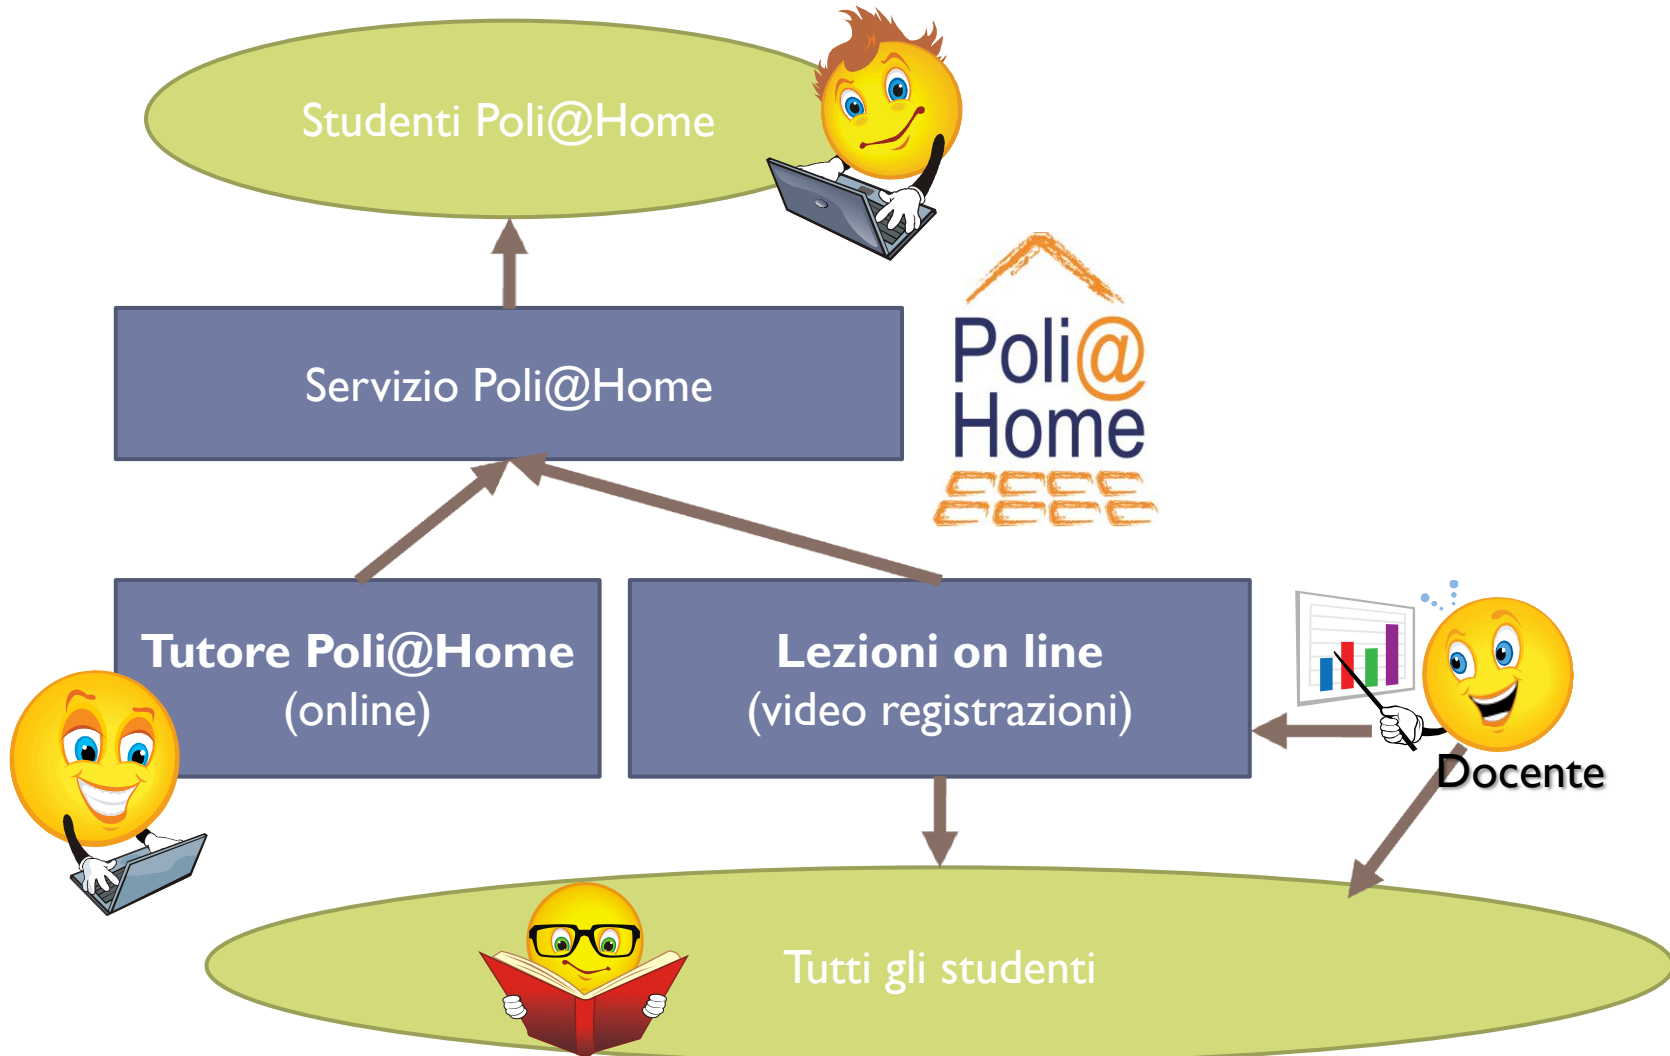 Studenti Poli@Home
Servizio Poli@Home
Poli@
Home
Tutore Poli@Home
(online)
Lezioni on line
(video registrazioni)
Docente
Tutti gli studenti